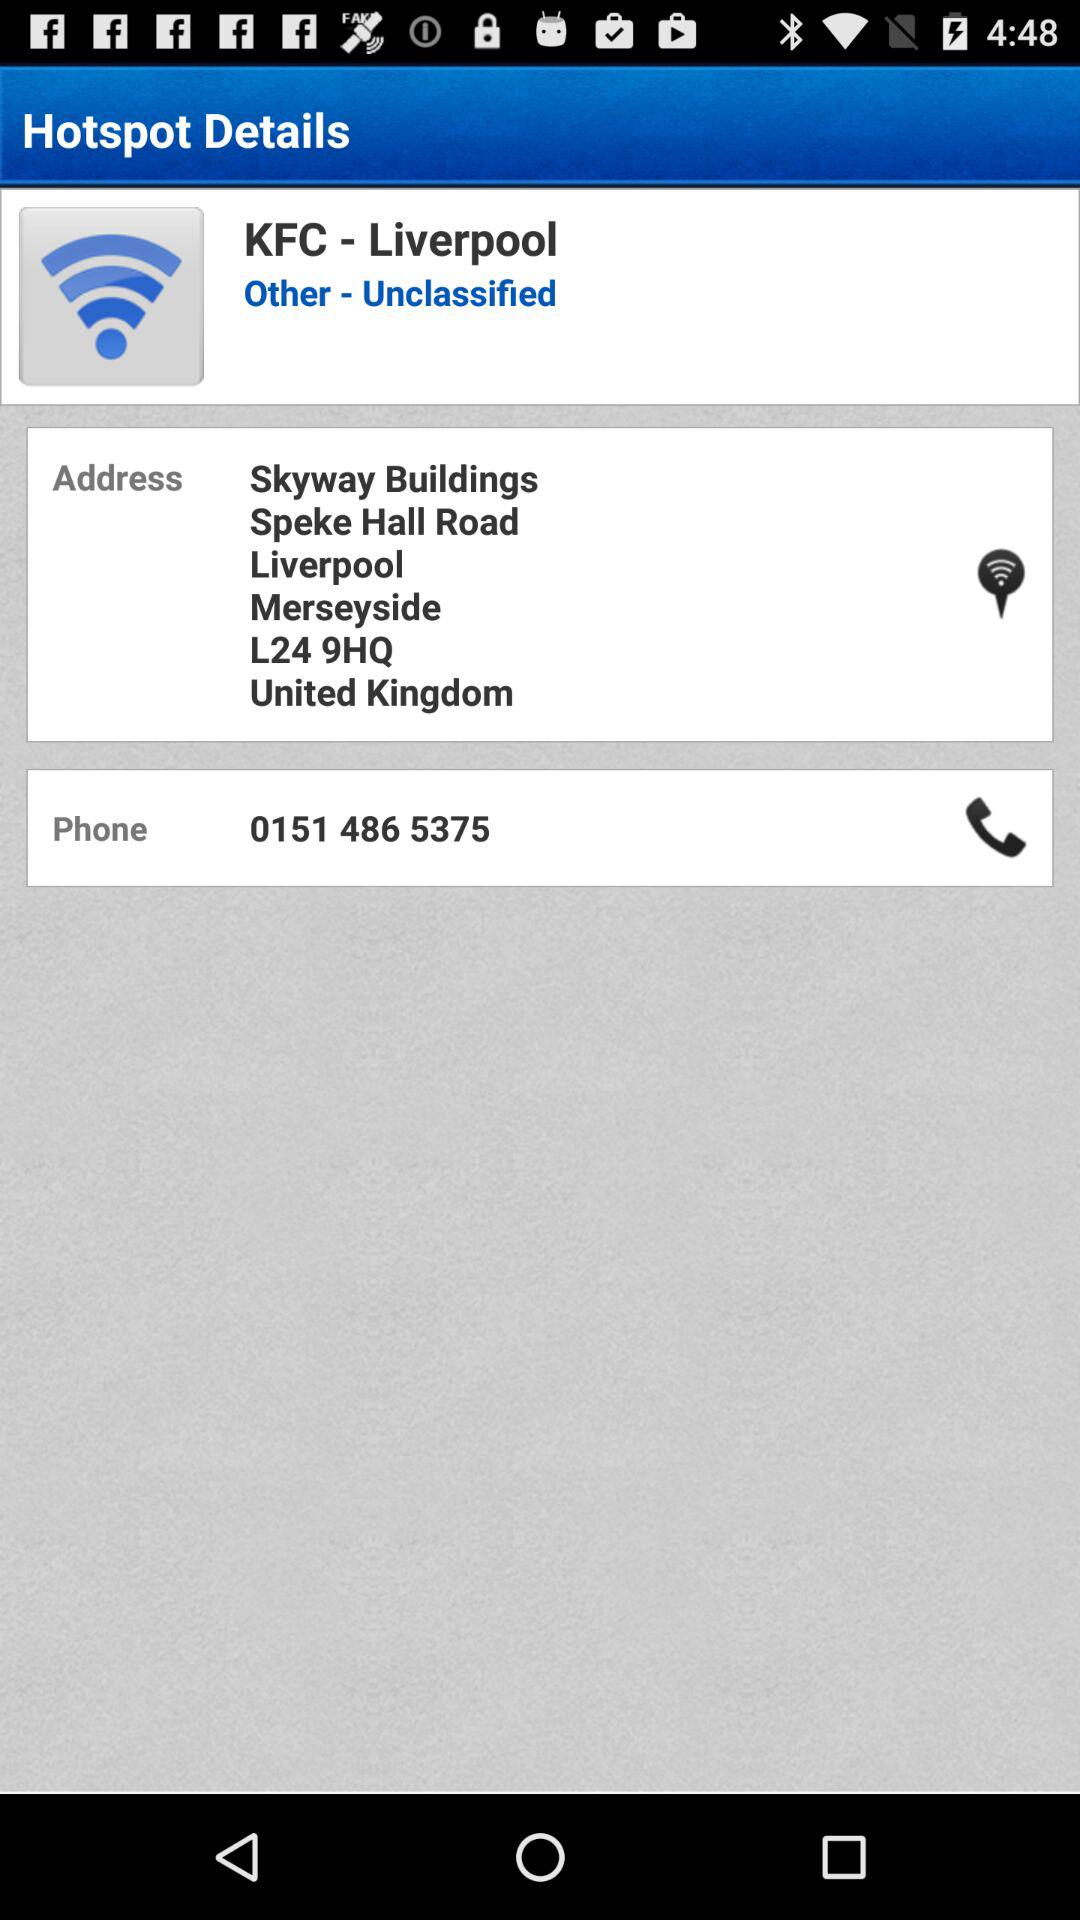 FAKE
4:48
Hotspot Details
KFC - Liverpool
Other - Unclassified
Address
Skyway Buildings
Speke Hall Road
Liverpool
Merseyside
L24 9HQ
United Kingdom
Phone
0151 486 5375